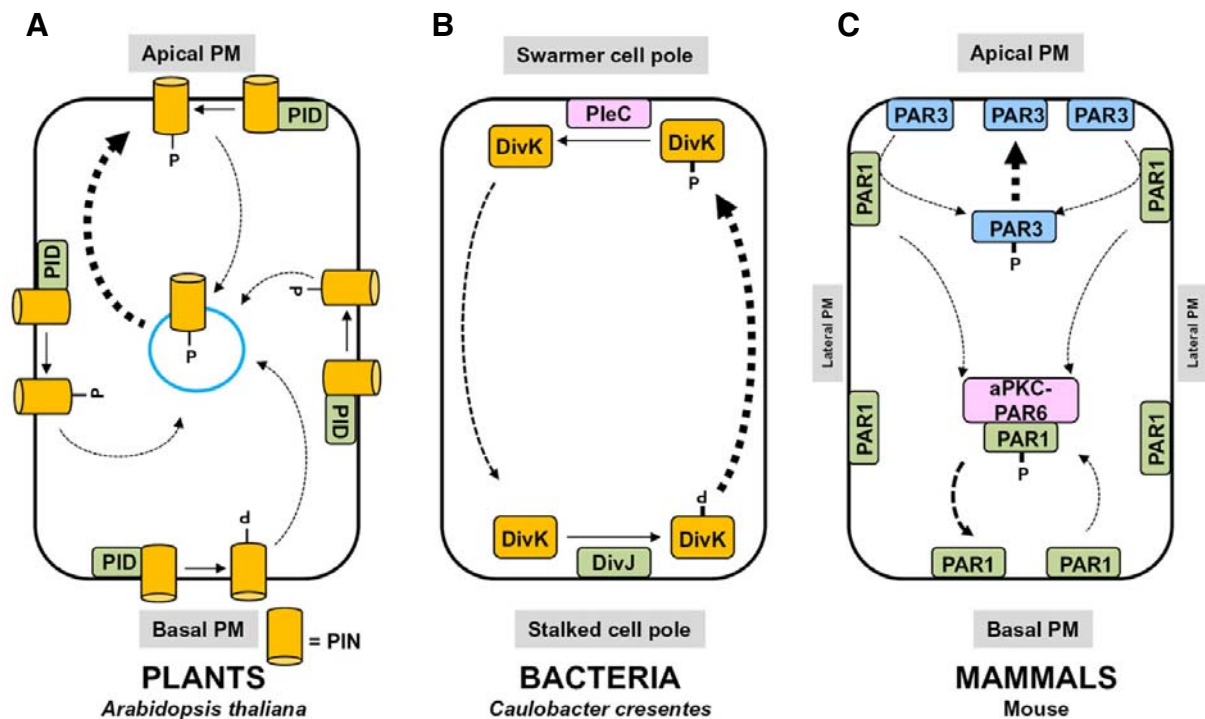 A
Apical PM
PID
P
PID
P
P
P
PID
P
PID
Basal PM
= PIN
PLANTS
Arabidopsis thaliana
B
Swarmer cell pole
PleC
DivK
DivK
P
P
DivK
DivK
DivJ
Stalked cell pole
BACTERIA
Caulobacter cresentes
C
Apical PM
PAR3
PAR3
PAR3
PAR1
PAR1
PAR3
P
Lateral PM
Lateral PM
aPKC-
PAR6
PAR1
PAR1
PAR1
P
PAR1
PAR1
Basal PM
MAMMALS
Mouse